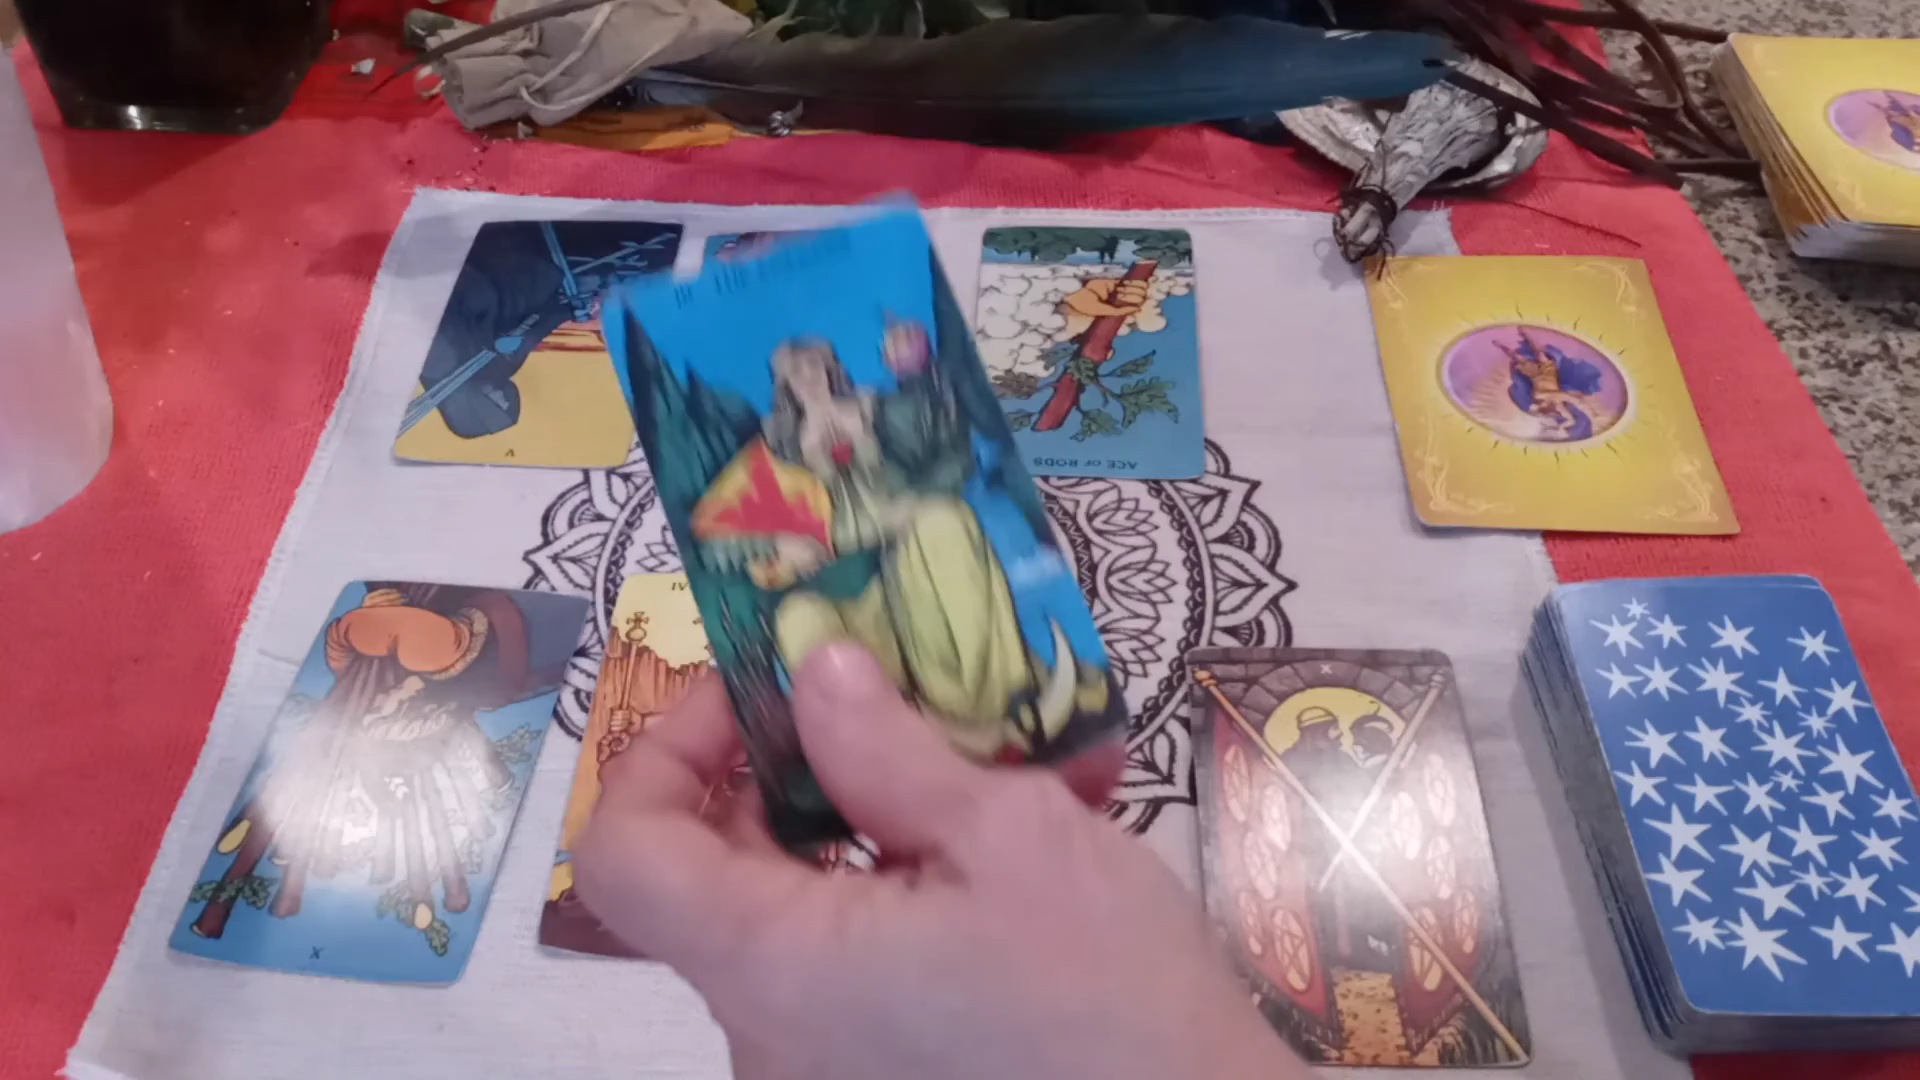 V
ACE OF RODS
IV
X
X